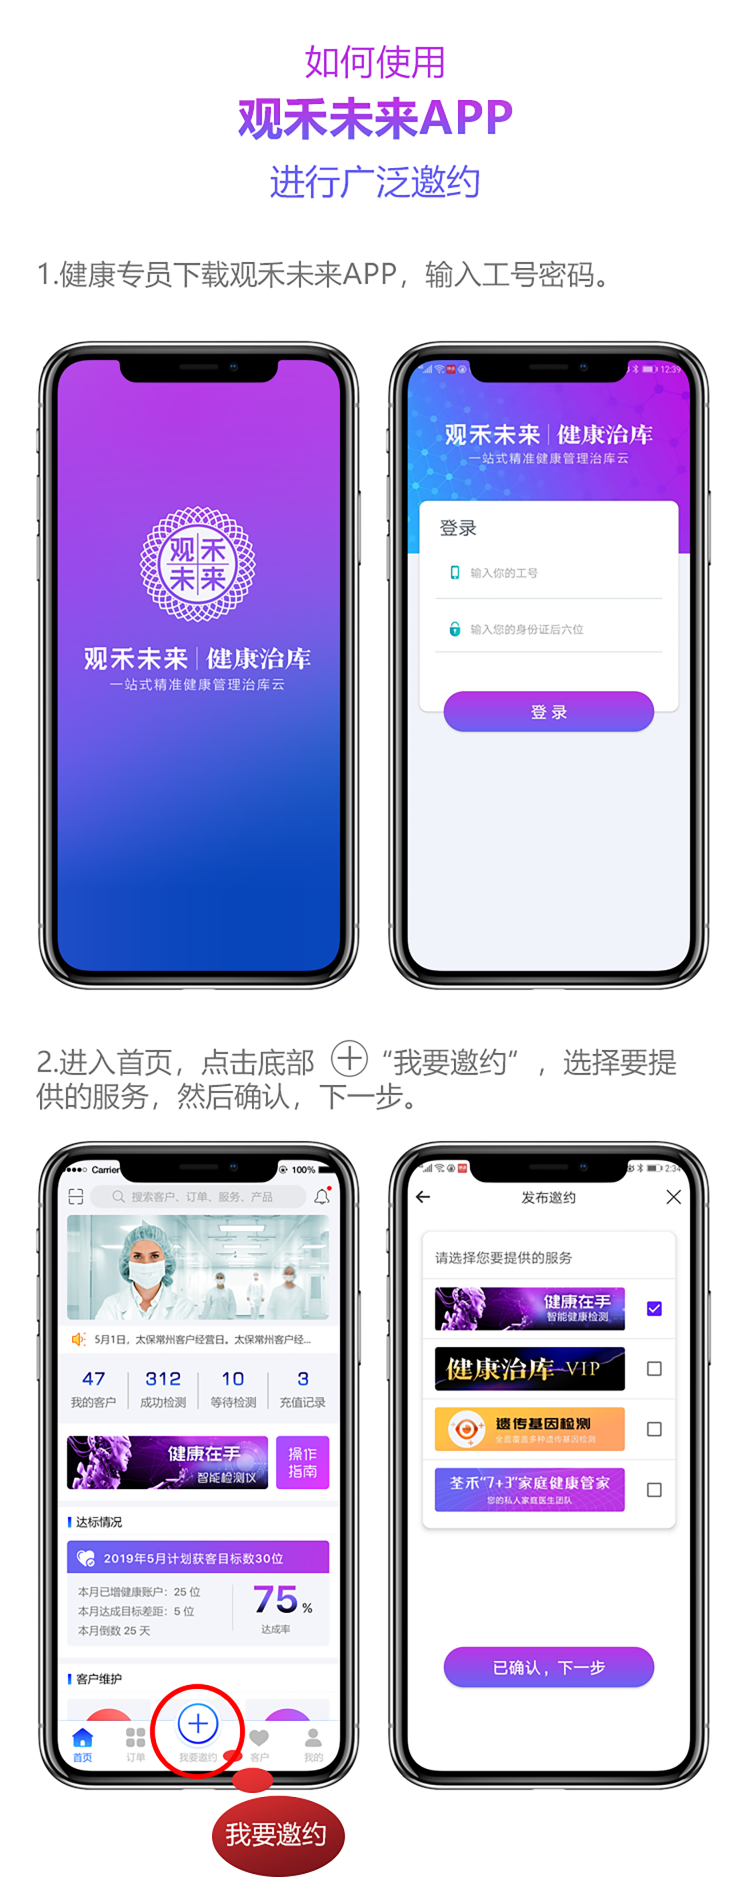 如何使用
观禾未来APP
进行广泛邀约
1.健康专员下载观禾未来APP，输入工号密码。
观禾
未来
观禾未来|健康治库
一站式精准健康管理治库云
12:39
观禾未来|健康治库
一站式精准健康管理治库云
登录
输入你的工号
输入您的身份证后六位
登录
2.进入首页，点击底部 “我要邀约”，选择要提
供的服务，然后确认，下一步。
Carrier
100%
搜索客户、订单、服务、产品
5月1日，太保常州客户经营日。太保常州客户经...
47 312 10 3
我的客户 成功检测 等待检测 充值记录
健康在手
智能检测仪
操作
指南
达标情况
2019年5月计划获客目标数30位
本月已增健康账户：25 位
本月达成目标差距：5 位
本月倒数 25 天
75%
达成率
客户维护
首页 订单 我要邀约 客户 我的
我要邀约
2:34
发布邀约
请选择您要提供的服务
健康在手
智能健康检测
健康治库-VIP
遗传基因检测
全面覆盖多种遗传基因检测
荃禾“7+3”家庭健康管家
您的私人家庭医生团队
已确认，下一步